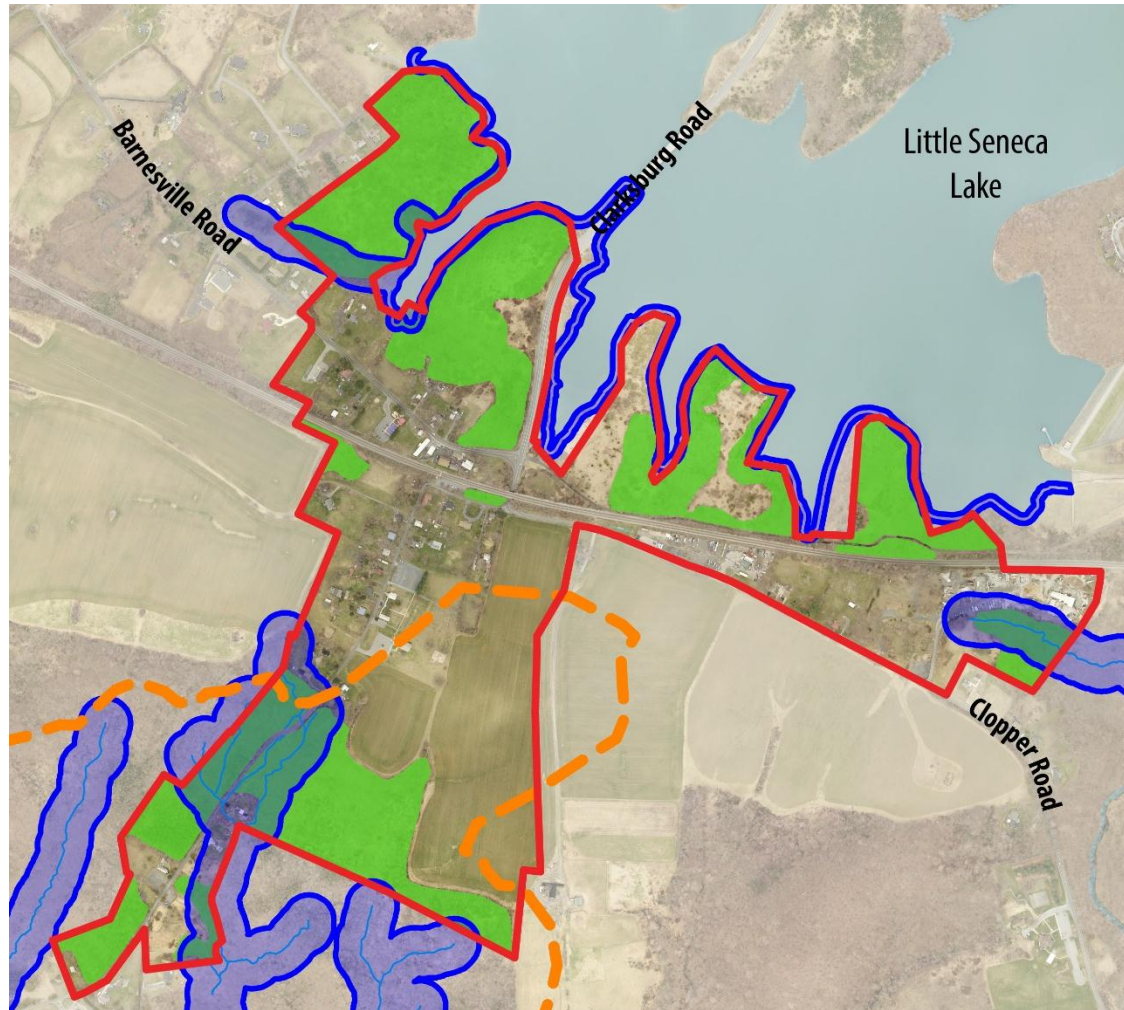 Barnesville Road
Clarksburg Road
Little Seneca
Lake
Clopper Road